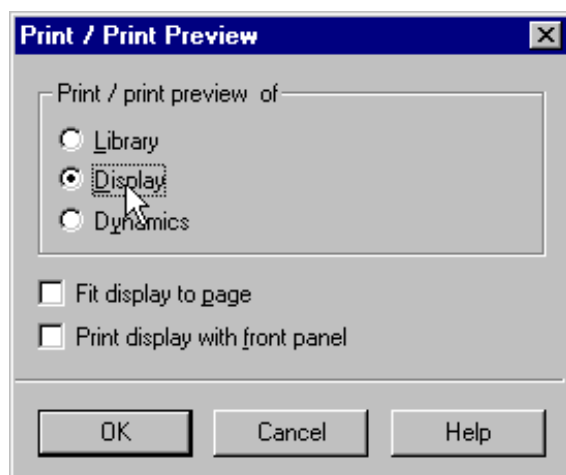 Print / Print Preview
Print / print preview of
Library
Display
Dynamics
Fit display to page
Print display with front panel
OK Cancel Help